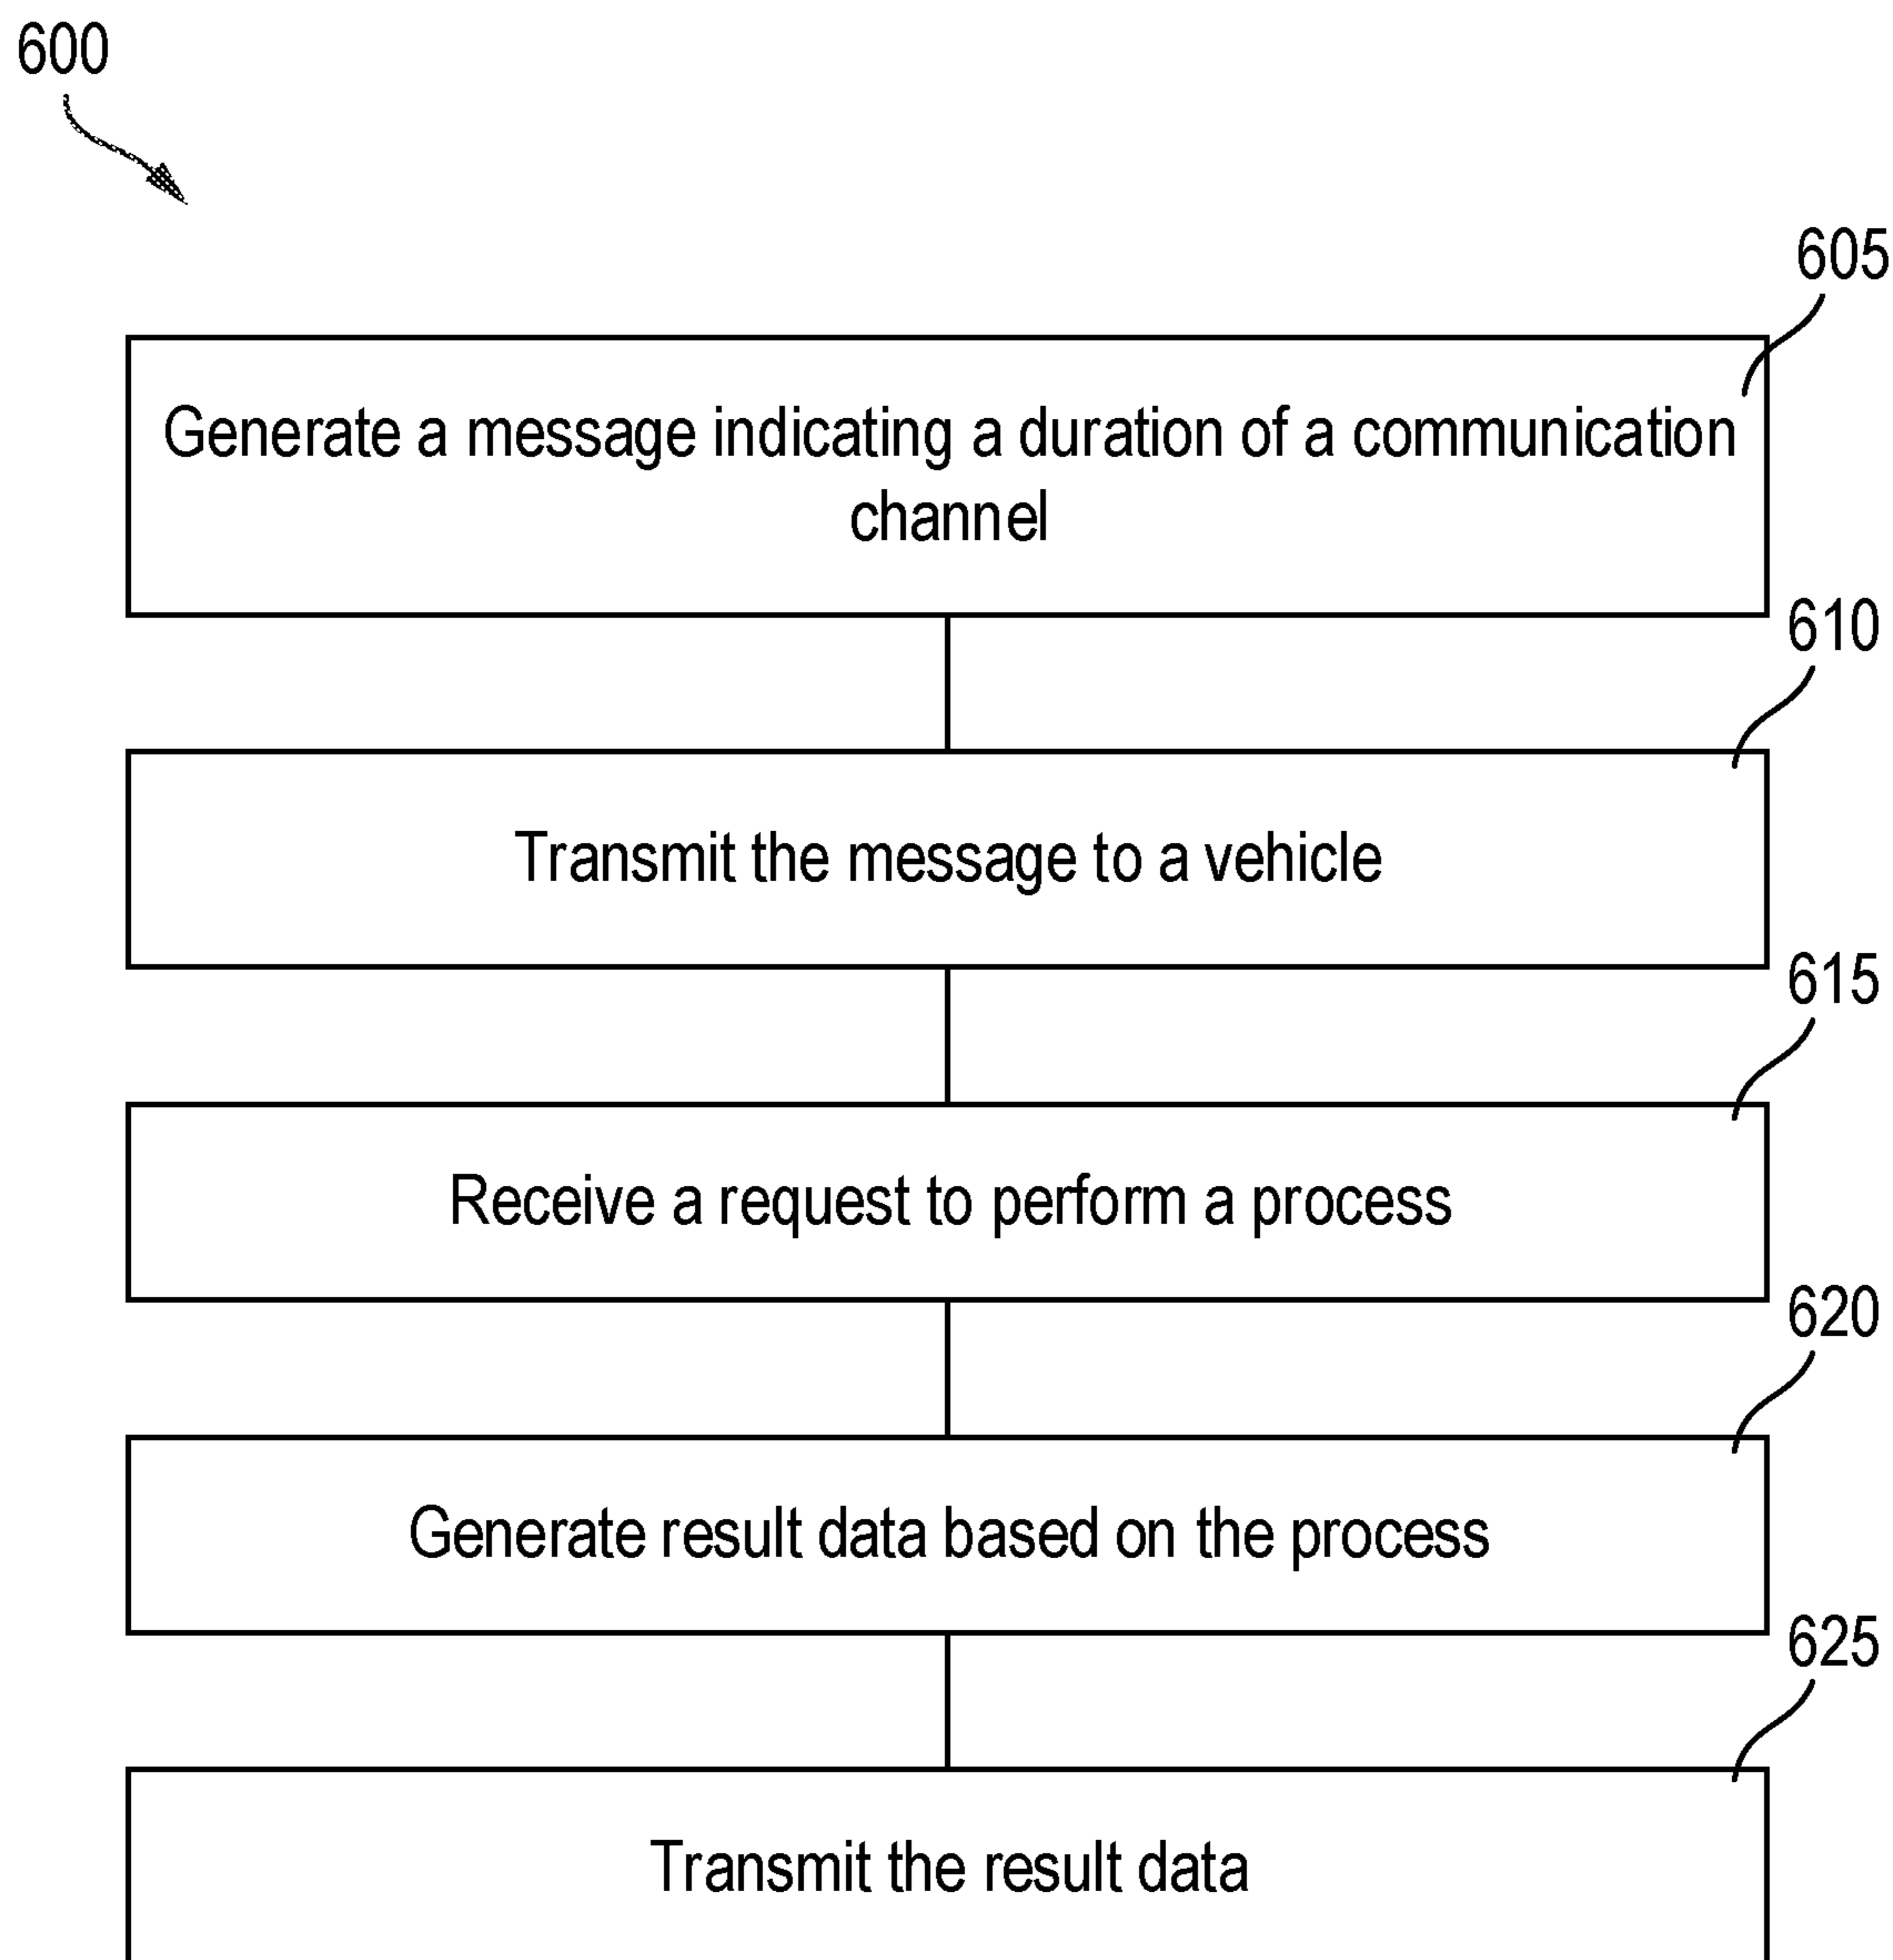 600
605
Generate a message indicating a duration of a communication
channel
610
Transmit the message to a vehicle
615
Receive a request to perform a process
620
Generate result data based on the process
625
Transmit the result data